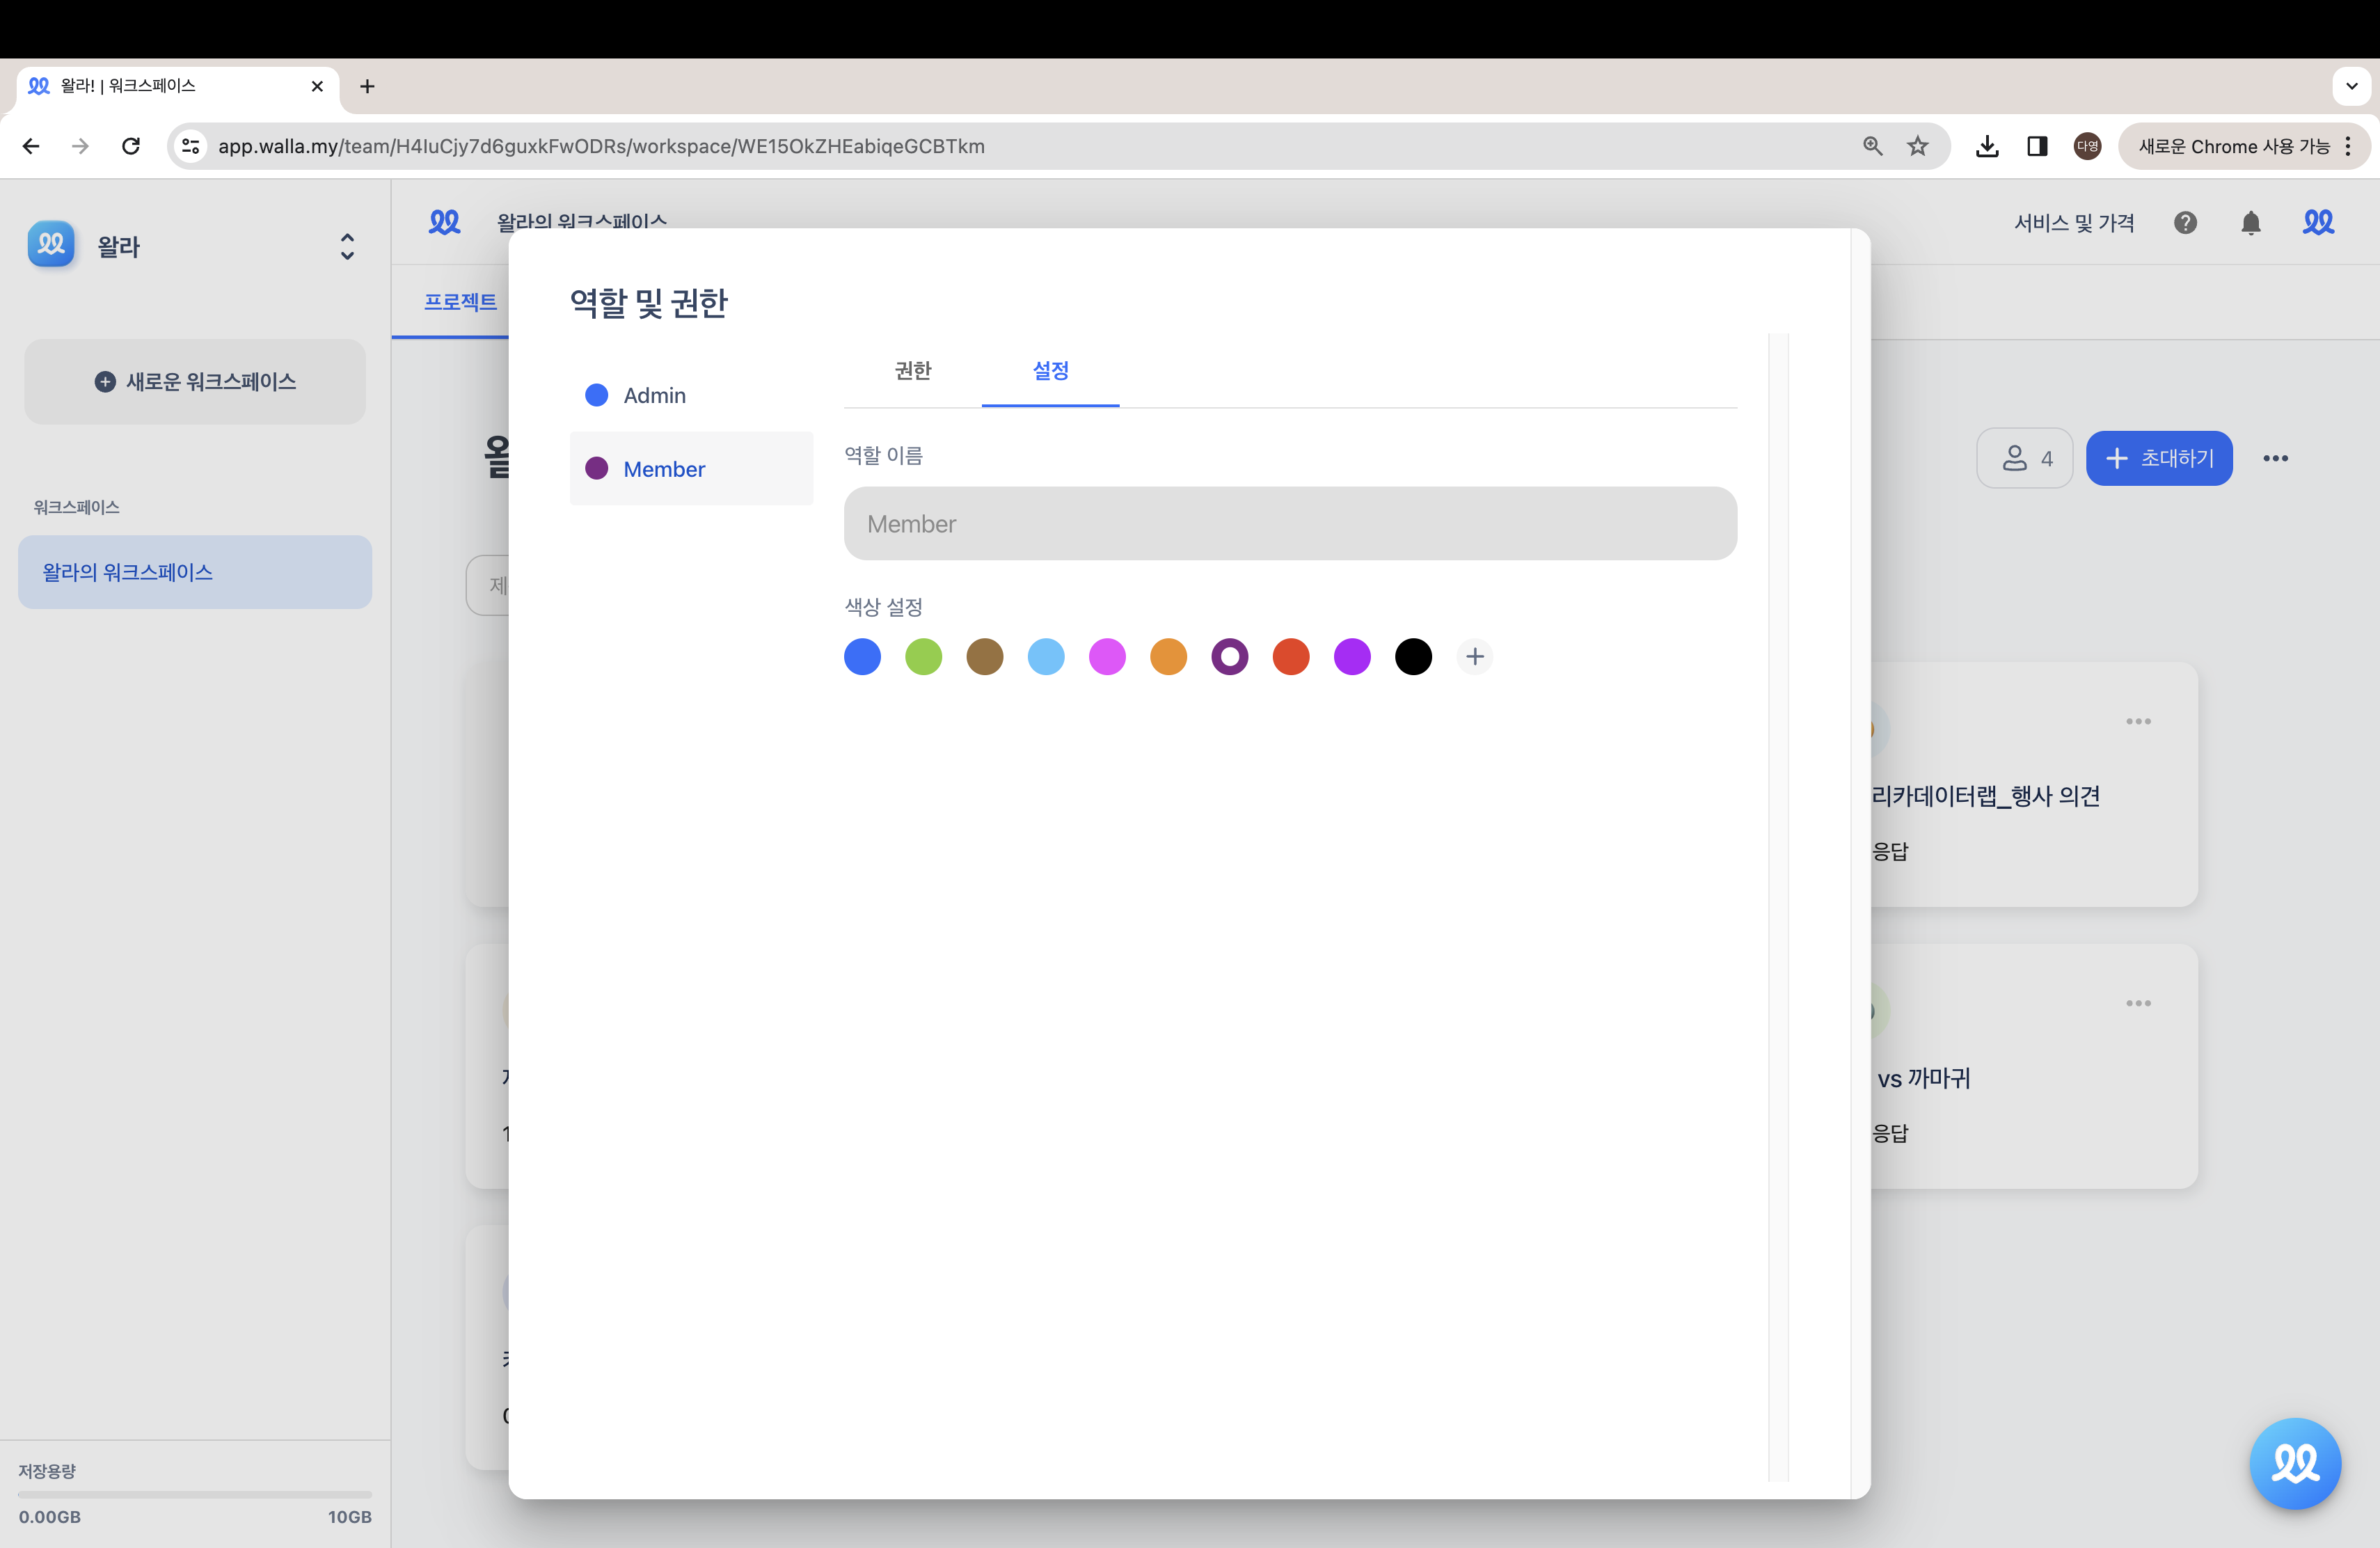 왈라! | 워크스페이스
app.walla.my/team/H4luCjy7d6guxkFwODRs/workspace/WE15OkZHEabiqeGCBTkm
다영
새로운 Chrome 사용 가능
왈라
왈라의 워크스페이스
서비스 및 가격
프로젝트
새로운 워크스페이스
워크스페이스
왈라의 워크스페이스
역할 및 권한
Admin
Member
권한
설정
역할 이름
Member
색상 설정
4
초대하기
제
리카데이터랩_행사 의견
응답
vs 까마귀
응답
1
저장용량
0.00GB
10GB